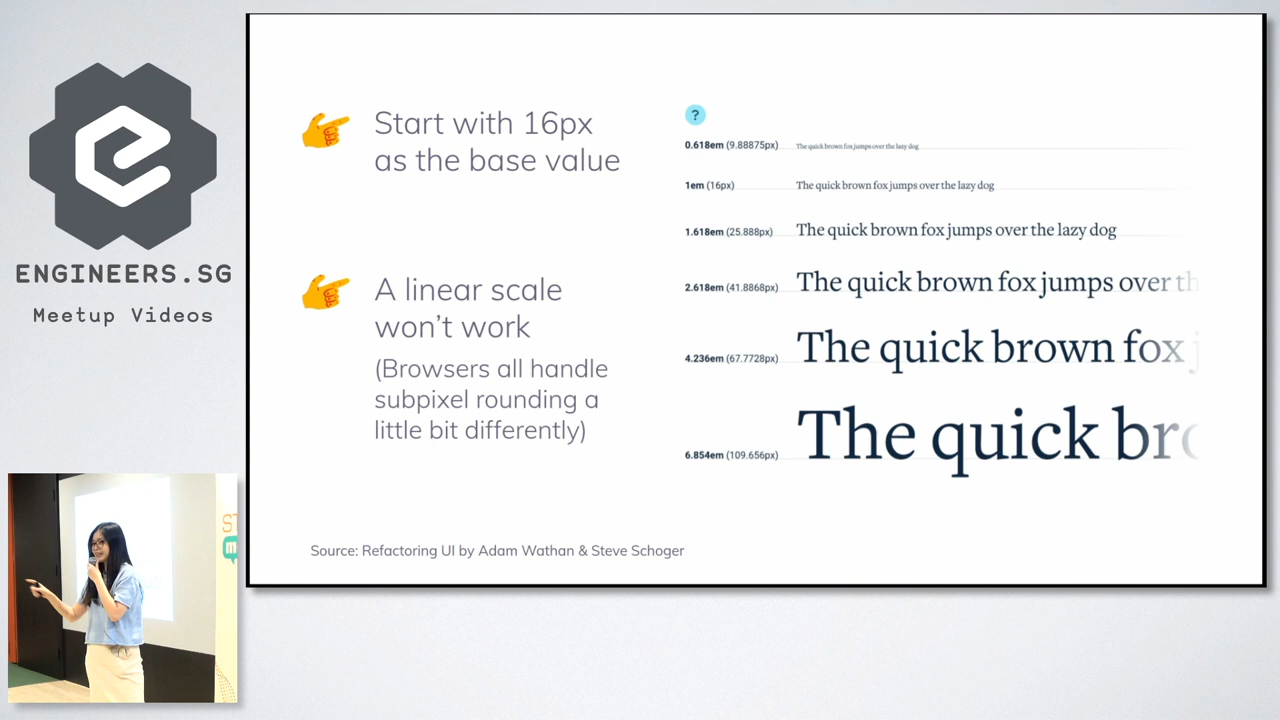 ENGINEERS.SG
Meetup Videos
Start with 16px
as the base value
A linear scale
won’t work
(Browsers all handle
subpixel rounding a
little bit differently)
?
0.618em (9.88875px) The quick brown fox jumps over the lazy dog
1em (16px) The quick brown fox jumps over the lazy dog
1.618em (25.888px) The quick brown fox jumps over the lazy dog
2.618em (41.8868px) The quick brown fox jumps over th
4.236em (67.7728px) The quick brown fox j
6.854em (109.656px) The quick bro
Source: Refactoring UI by Adam Wathan & Steve Schoger